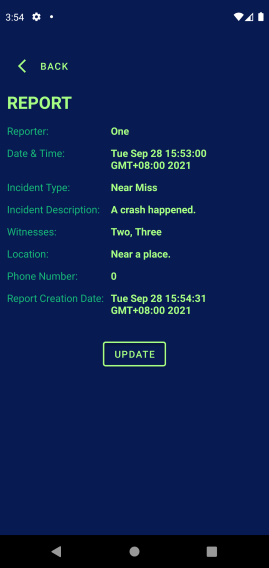 3:54
BACK
REPORT
Reporter: One
Date & Time: Tue Sep 28 15:53:00
GMT+08:00 2021
Incident Type: Near Miss
Incident Description: A crash happened.
Witnesses: Two, Three
Location: Near a place.
Phone Number: 0
Report Creation Date: Tue Sep 28 15:54:31
GMT+08:00 2021
UPDATE